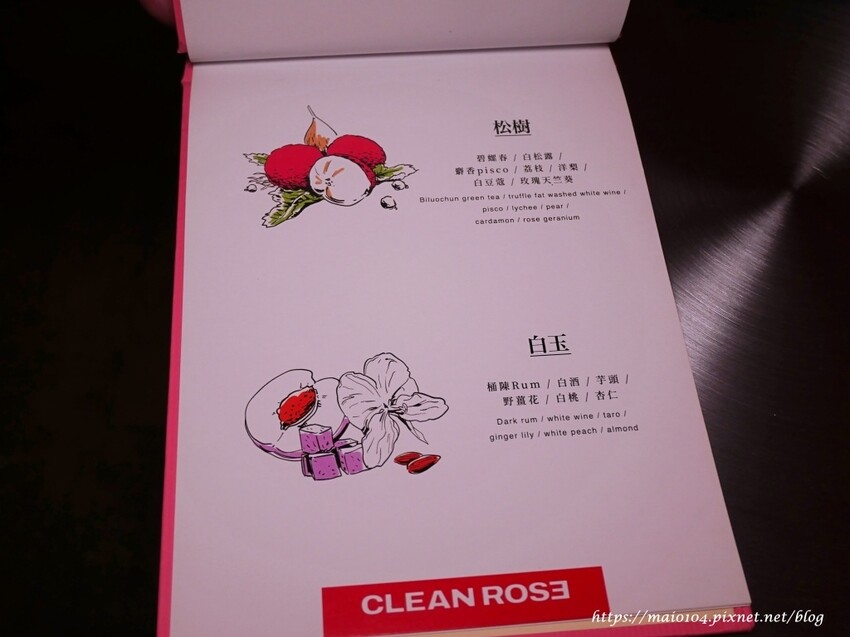 松樹
碧螺春 / 白松露 /
麝香pisco / 荔枝 / 洋梨 /
白豆蔻 / 玫瑰天竺葵
Biluochun green tea / truffle fat washed white wine /
pisco / lychee / pear /
cardamon / rose geranium
白玉
桶陳Rum / 白酒 / 芋頭 /
野薑花 / 白桃 / 杏仁
Dark rum / white wine / taro /
ginger lily / white peach / almond
CLEAN ROSE
https://maio104.pixnet.net/blog